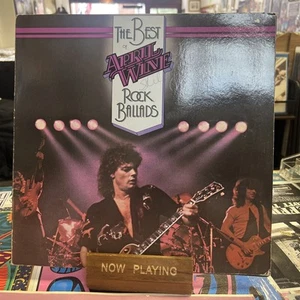 THE BEST
of
APRIL
WINE
ROCK
BALLADS
NOW PLAYING